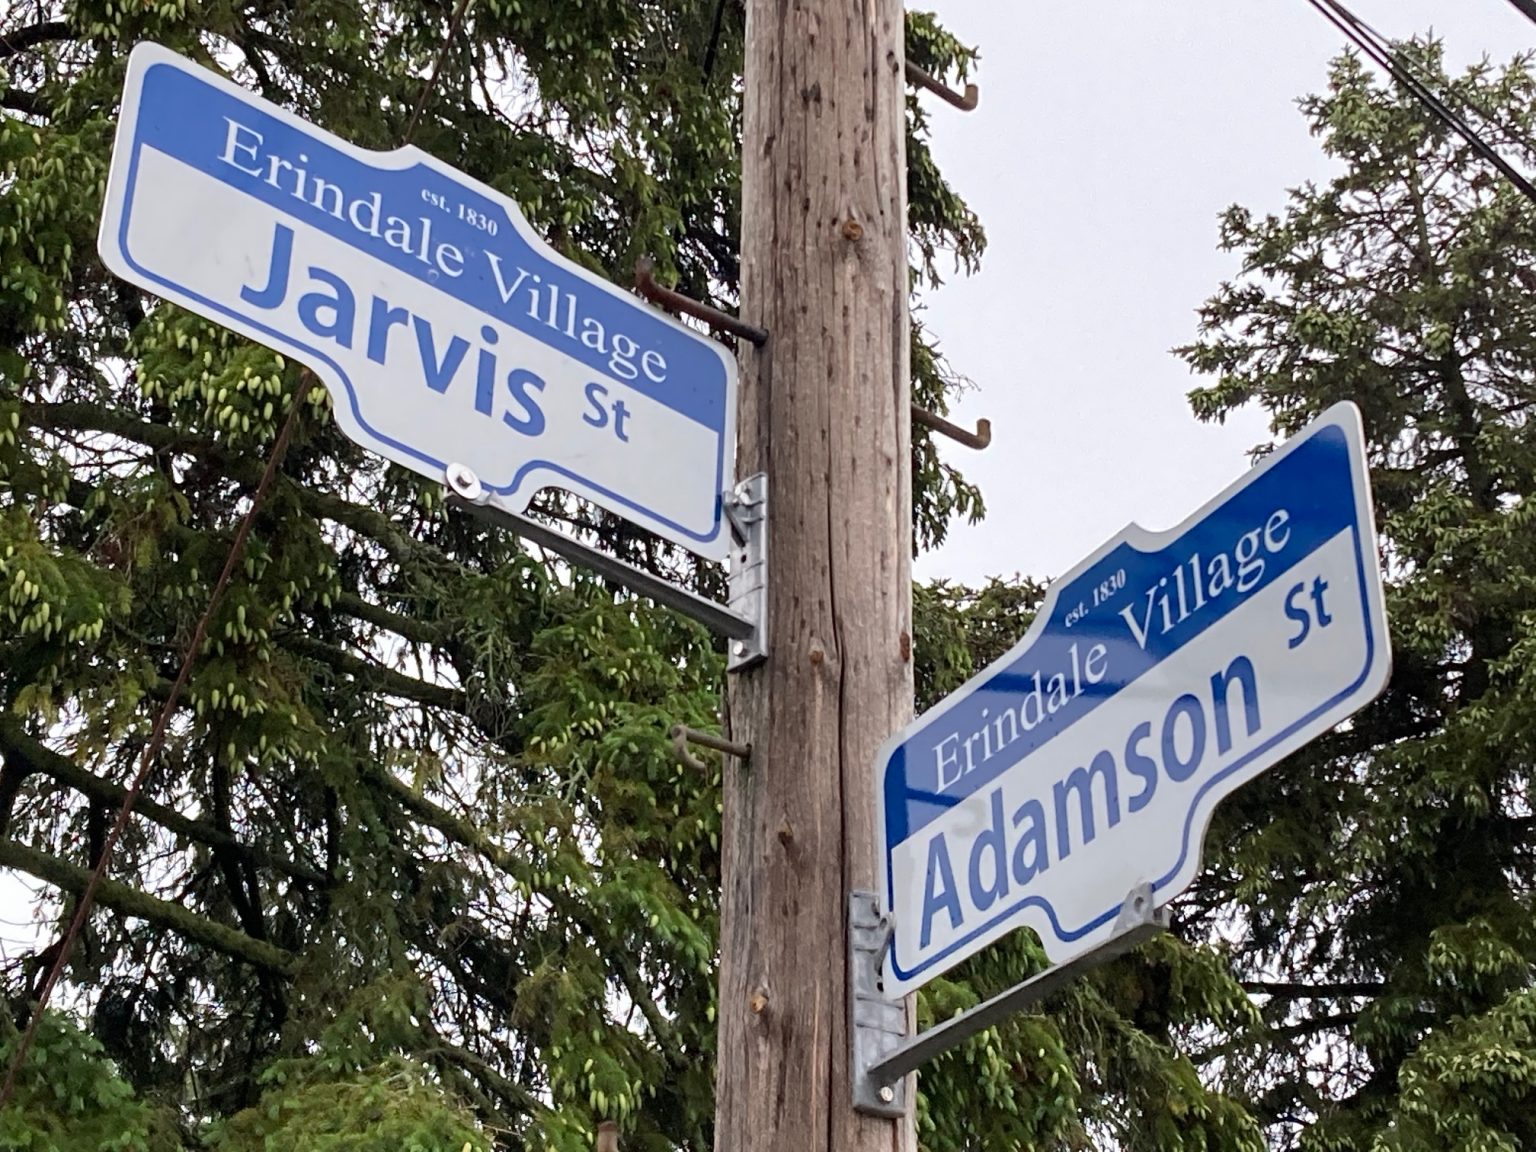 est. 1830
Erindale Village
Jarvis St
est. 1830
Erindale Village
Adamson St